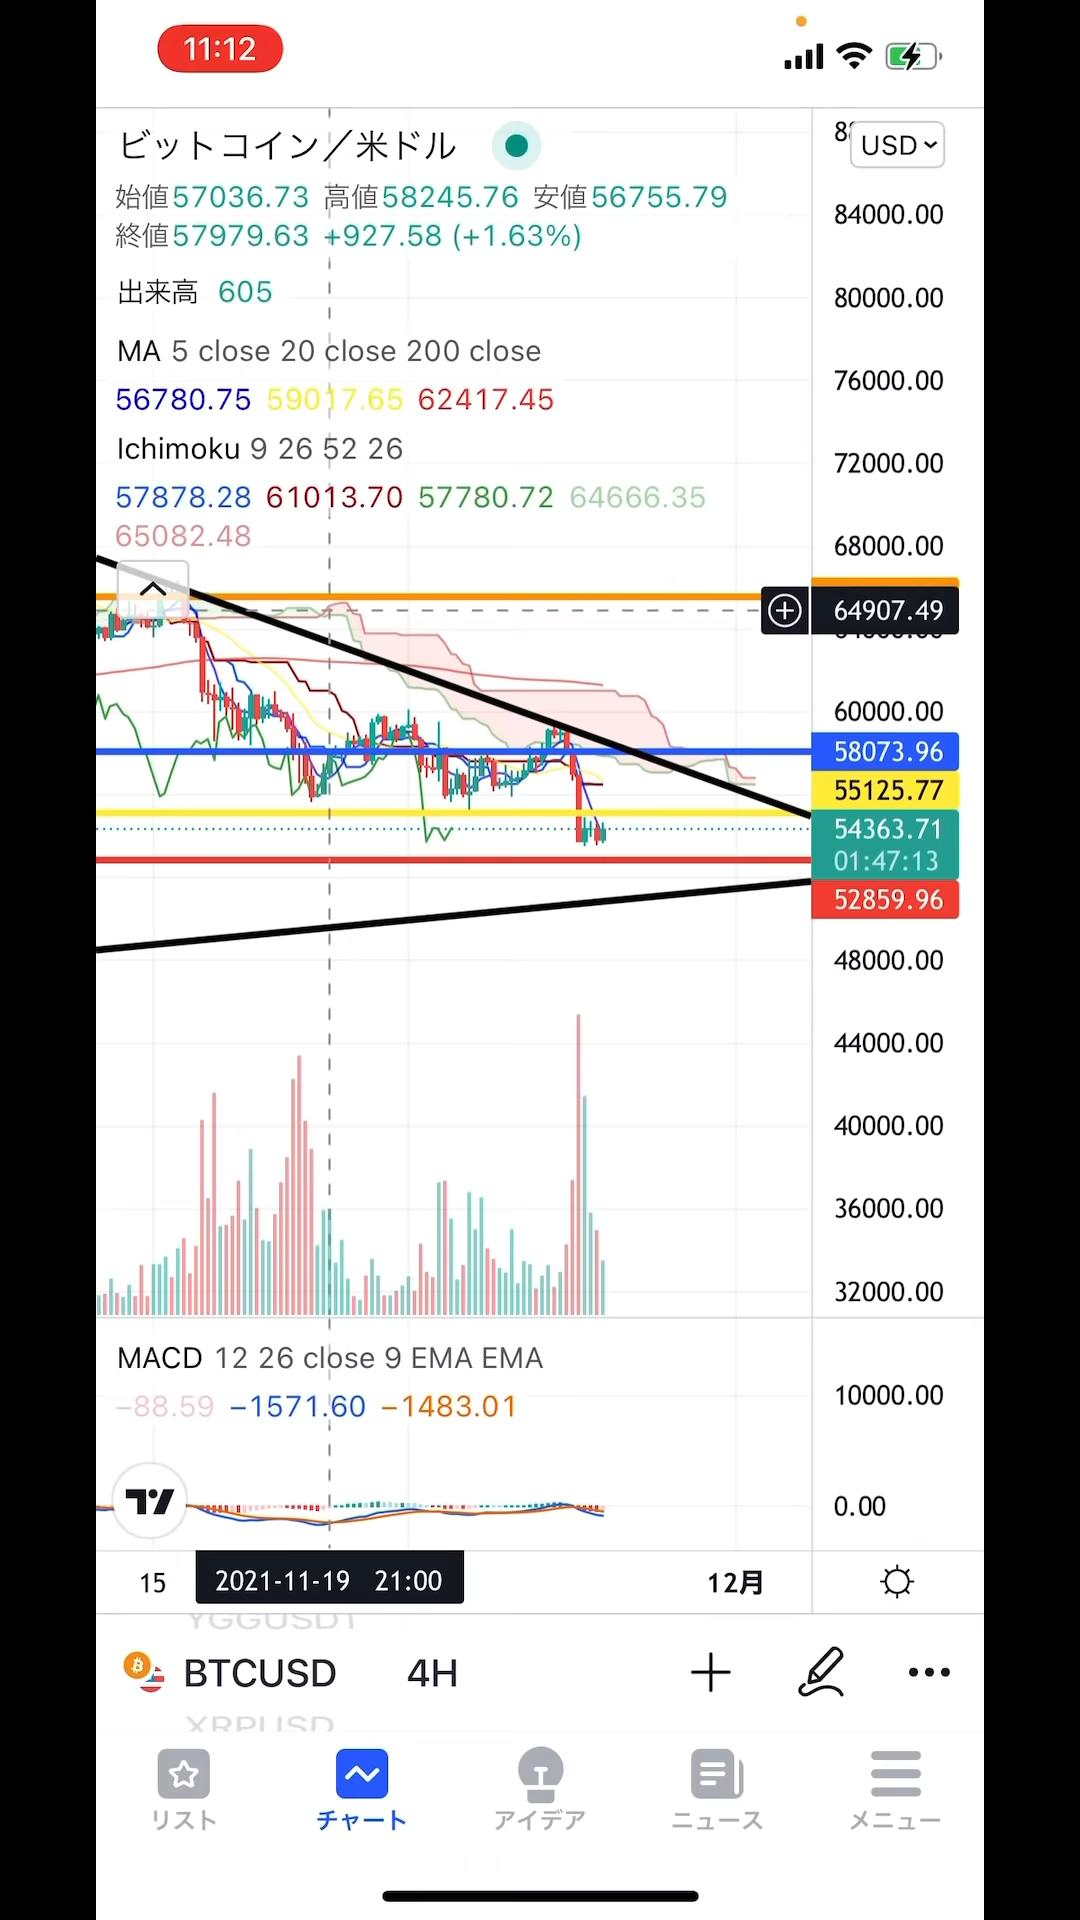 11:12
ビットコイン／米ドル
USD
始値57036.73 高値58245.76 安値56755.79
終値57979.63 +927.58 (+1.63%)
出来高 605
MA 5 close 20 close 200 close
56780.75 59017.65 62417.45
Ichimoku 9 26 52 26
57878.28 61013.70 57780.72 64666.35
65082.48
84000.00
80000.00
76000.00
72000.00
68000.00
64907.49
60000.00
58073.96
55125.77
54363.71
01:47:13
52859.96
48000.00
44000.00
40000.00
36000.00
32000.00
MACD 12 26 close 9 EMA EMA
−88.59 −1571.60 −1483.01
10000.00
0.00
15
2021-11-19 21:00
12月
YGGUSDT
BTCUSD 4H
XRPUSD
リスト
チャート
アイデア
ニュース
メニュー